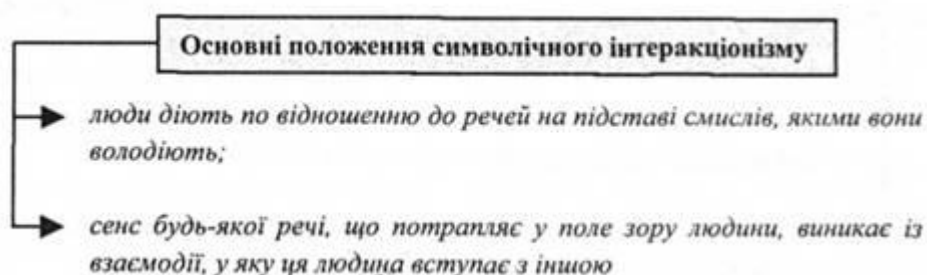 Основні положення символічного інтеракціонізму
люди діють по відношенню до речей на підставі смислів, якими вони
володіють;
сенс будь-якої речі, що потрапляє у поле зору людини, виникає із
взаємодії, у яку ця людина вступає з іншою